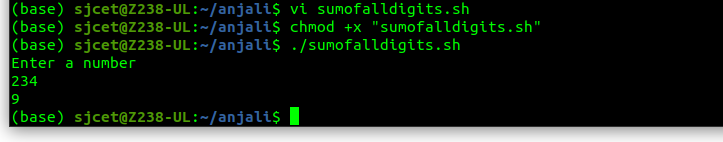 (base) sjcet@Z238-UL:~/anjali$ vi sumofalldigits.sh
(base) sjcet@Z238-UL:~/anjali$ chmod +x "sumofalldigits.sh"
(base) sjcet@Z238-UL:~/anjali$ ./sumofalldigits.sh
Enter a number
234
9
(base) sjcet@Z238-UL:~/anjali$